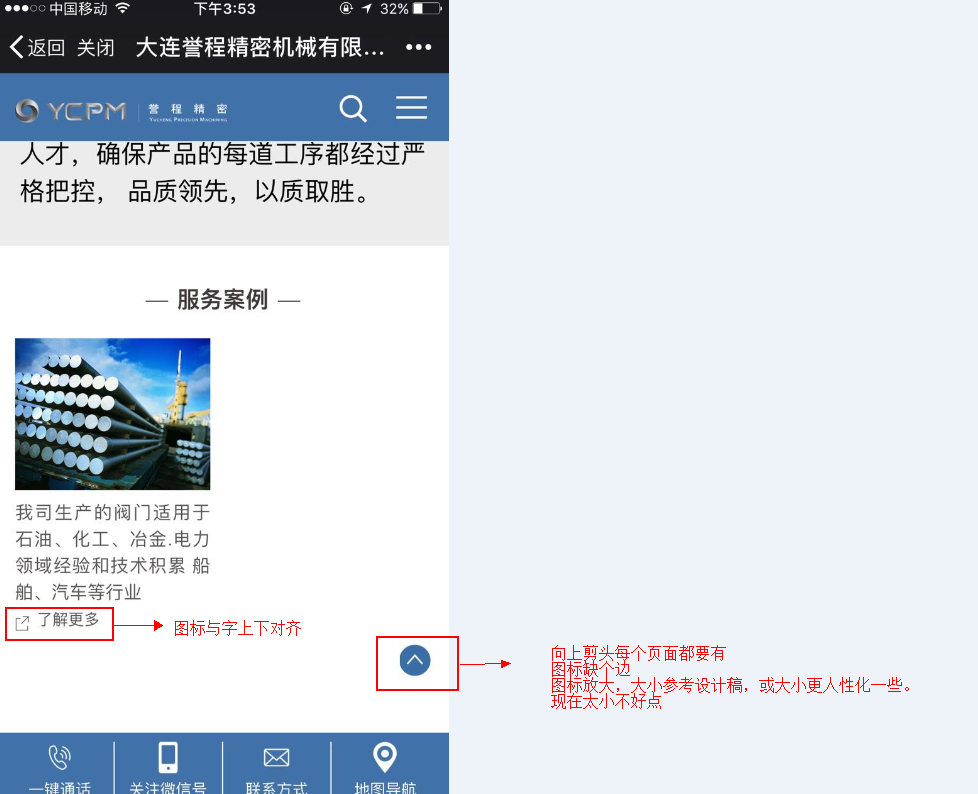 中国移动 下午3:53 32%
返回 关闭 大连誉程精密机械有限...
YCPM 誉程精密
Yucheng Precision Machining
人才，确保产品的每道工序都经过严
格把控， 品质领先，以质取胜。
— 服务案例 —
我司生产的阀门适用于
石油、化工、冶金.电力
领域经验和技术积累 船
舶、汽车等行业
了解更多
图标与字上下对齐
向上剪头每个页面都要有
图标缺个边
图标放大，大小参考设计稿，或大小更人性化一些。
现在太小不好点
一键通话 关注微信号 联系方式 地图导航